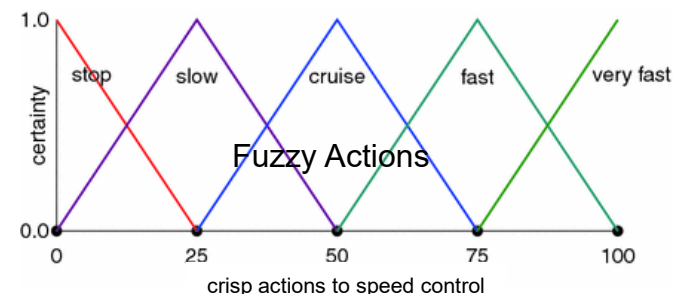 1.0
stop slow cruise fast very fast
certainty
Fuzzy Actions
0.0
0 25 50 75 100
crisp actions to speed control